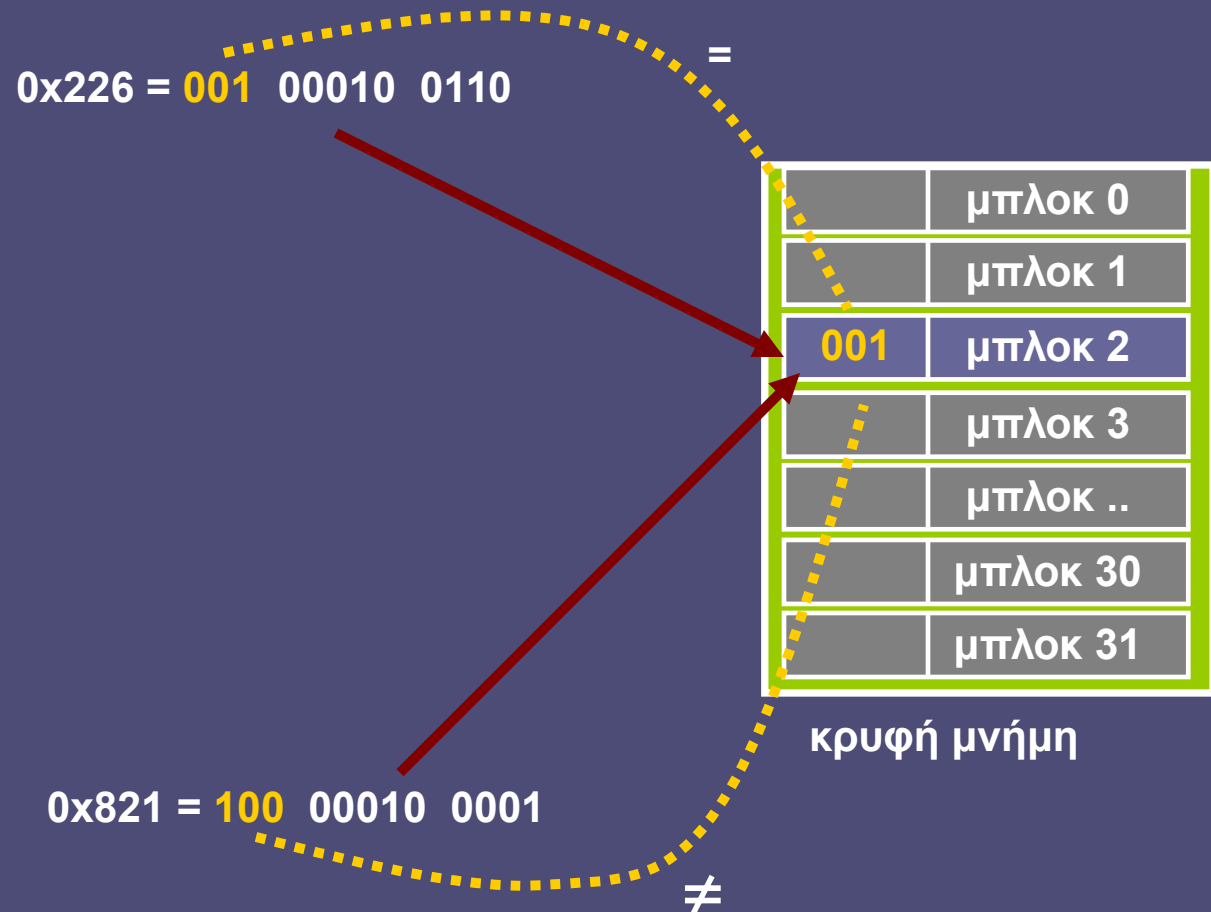 =
0x226 = 001 00010 0110
μπλοκ 0
μπλοκ 1
001 μπλοκ 2
μπλοκ 3
μπλοκ ..
μπλοκ 30
μπλοκ 31
κρυφή μνήμη
0x821 = 100 00010 0001
≠